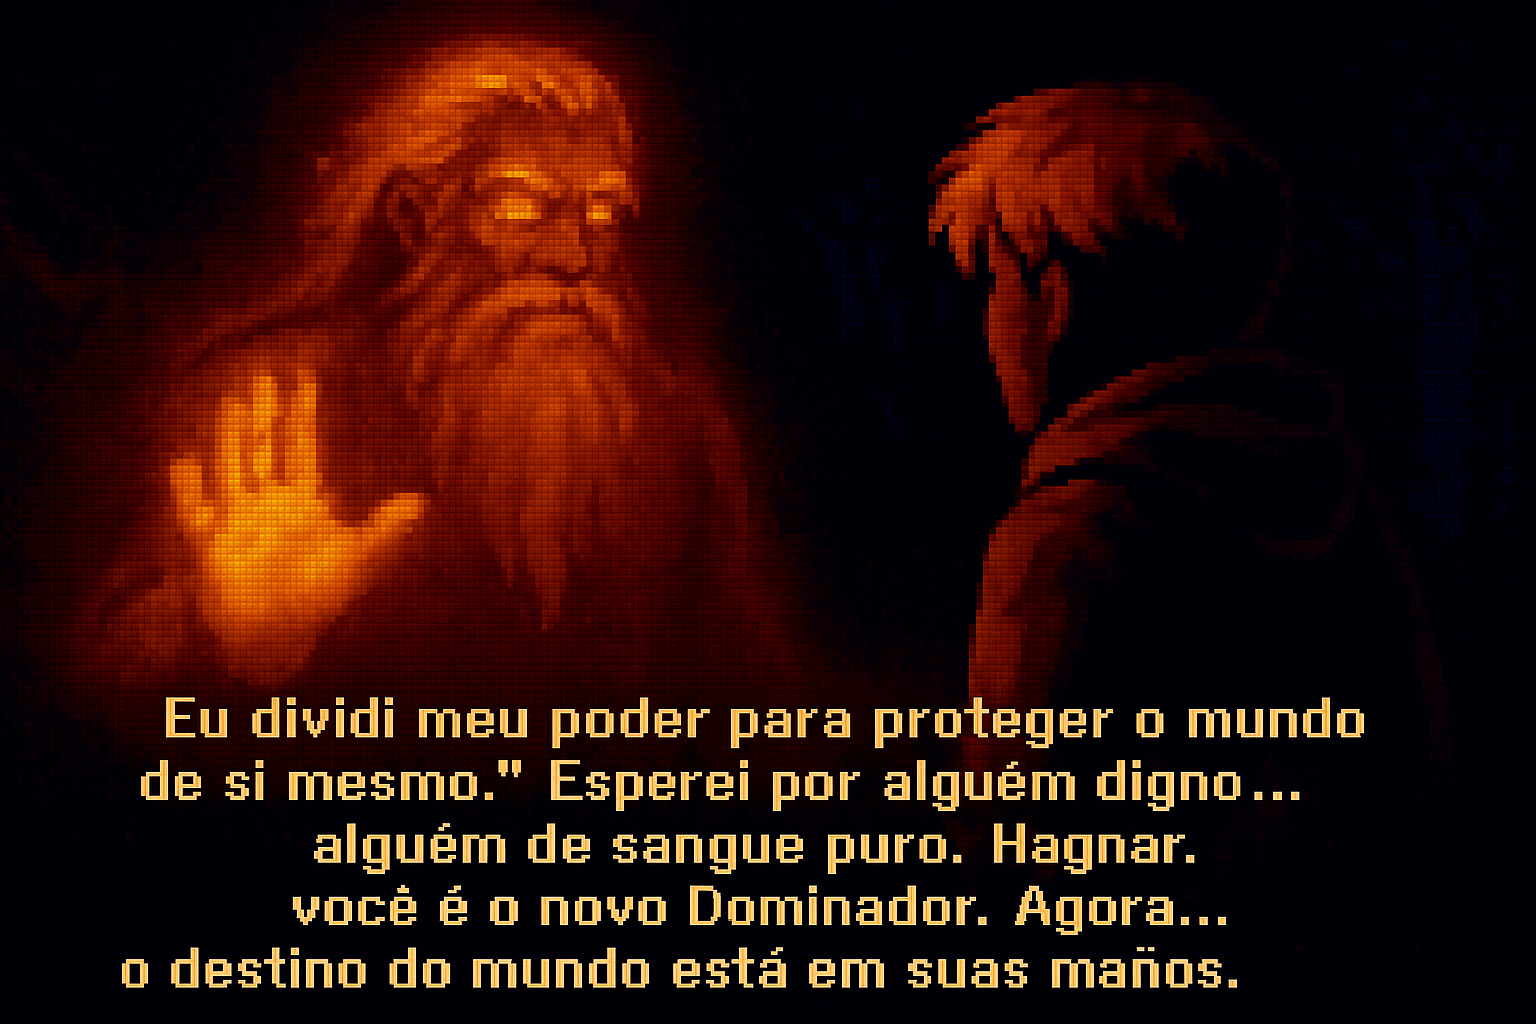 Eu dividi meu poder para proteger o mundo
de si mesmo." Esperei por alguém digno...
alguém de sangue puro. Hagnar.
você é o novo Dominador. Agora...
o destino do mundo está em suas maños.